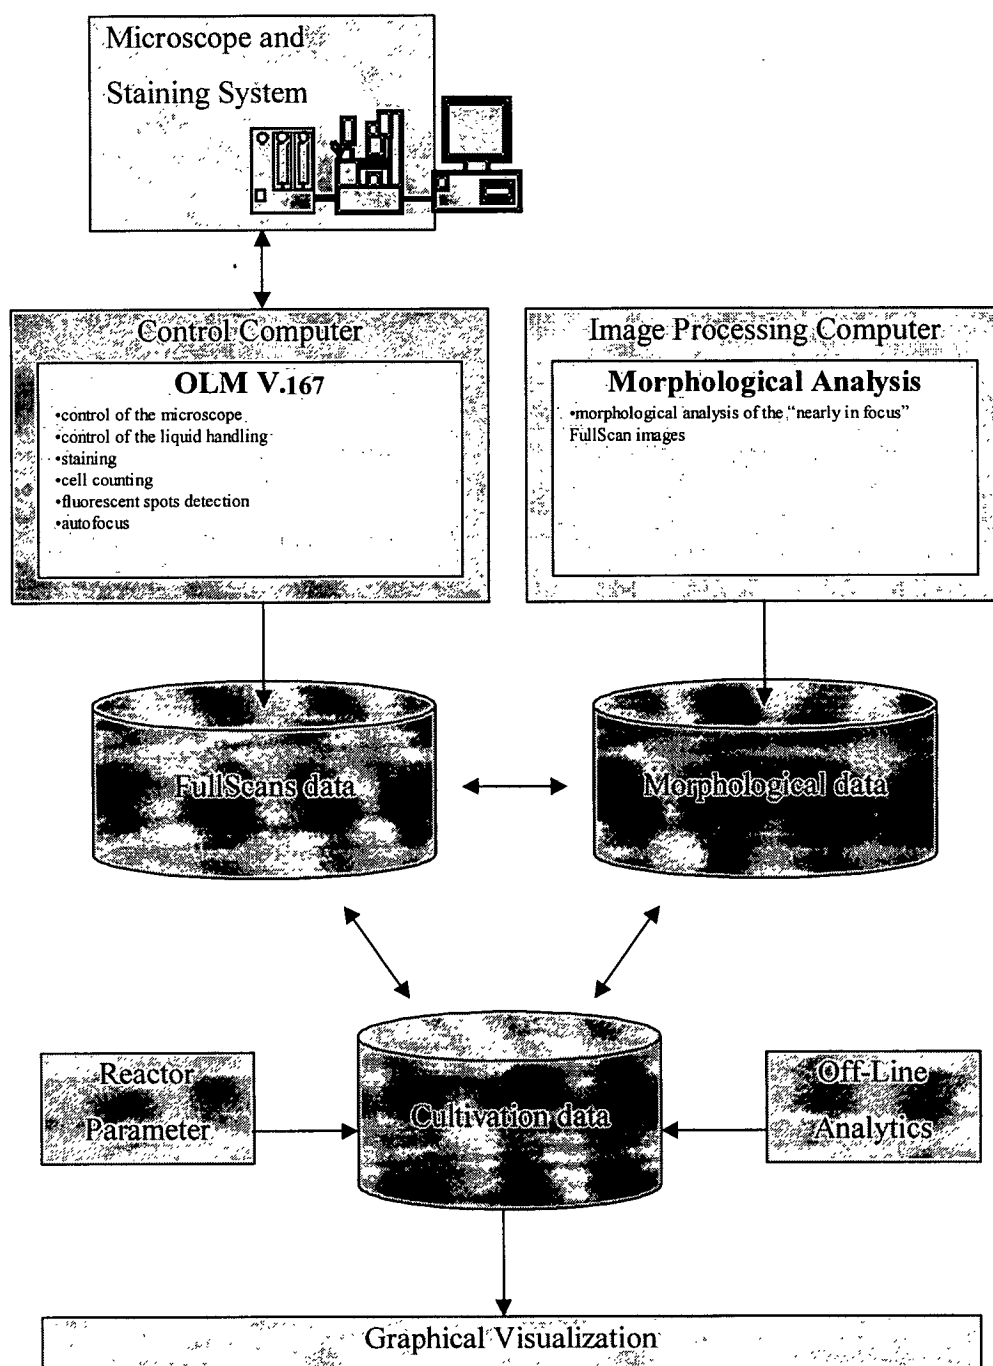 Microscope and
Staining System
Control Computer
OLM V.167
•control of the microscope
•control of the liquid handling
•staining
•cell counting
•fluorescent spots detection
•autofocus
Image Processing Computer
Morphological Analysis
•morphological analysis of the "nearly in focus"
FullScan images
FullScans data
Morphological data
Reactor
Parameter
Cultivation data
Off-Line
Analytics
Graphical Visualization